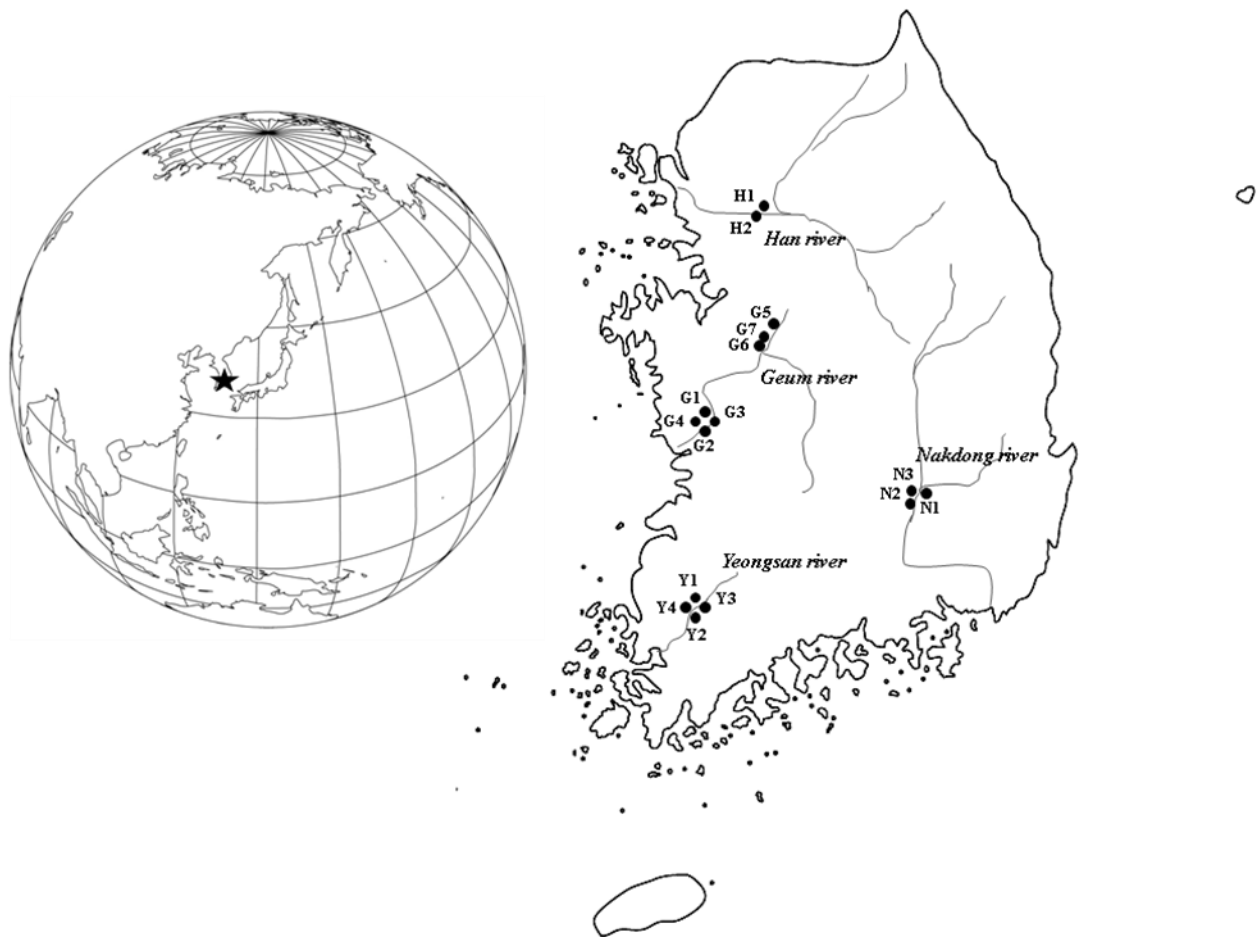 H1
H2
Han river
G5
G7
G6
Geum river
G1
G4
G3
G2
Nakdong river
N3
N2
N1
Yeongsan river
Y1
Y4
Y3
Y2